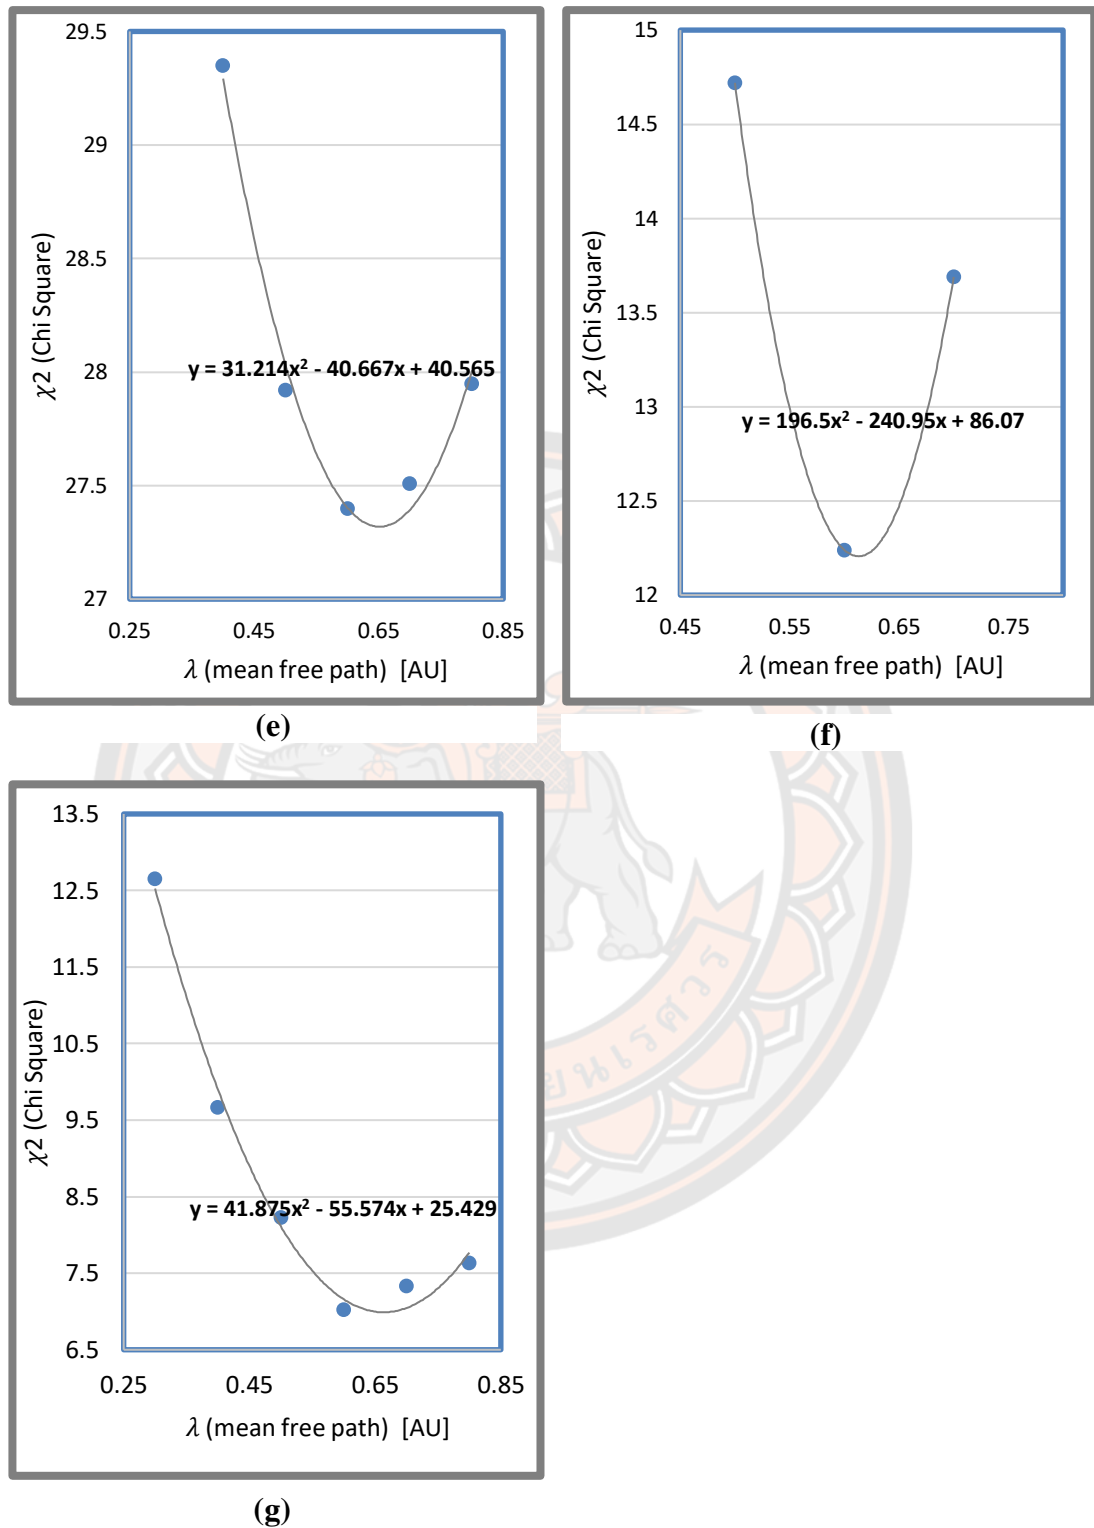 29.5
29
28.5
28
27.5
27
0.25 0.45 0.65 0.85
χ2 (Chi Square)
y = 31.214x² - 40.667x + 40.565
λ (mean free path) [AU]
(e)
15
14.5
14
13.5
13
12.5
12
0.45 0.55 0.65 0.75
χ2 (Chi Square)
y = 196.5x² - 240.95x + 86.07
λ (mean free path) [AU]
(f)
13.5
12.5
11.5
10.5
9.5
8.5
7.5
6.5
0.25 0.45 0.65 0.85
χ2 (Chi Square)
y = 41.875x² - 55.574x + 25.429
λ (mean free path) [AU]
(g)